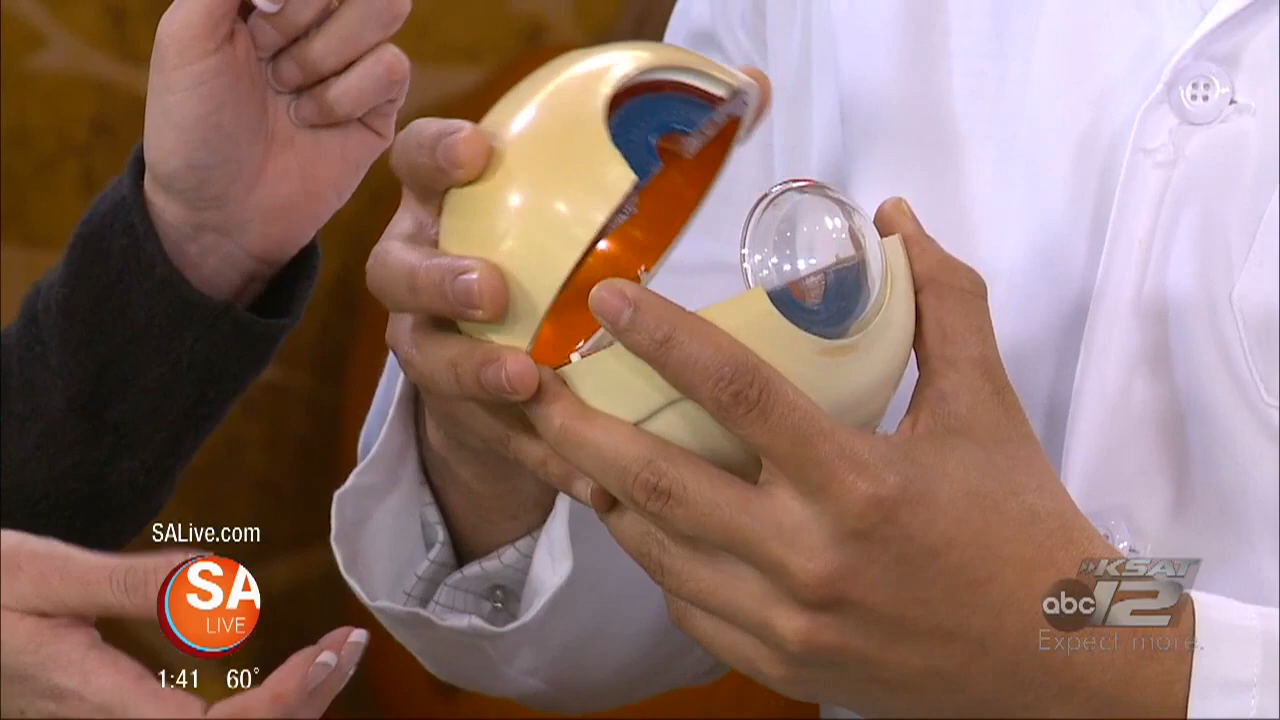 SALive.com
SA
LIVE
1:41 60°
KSAT
abc 12
Expect more.